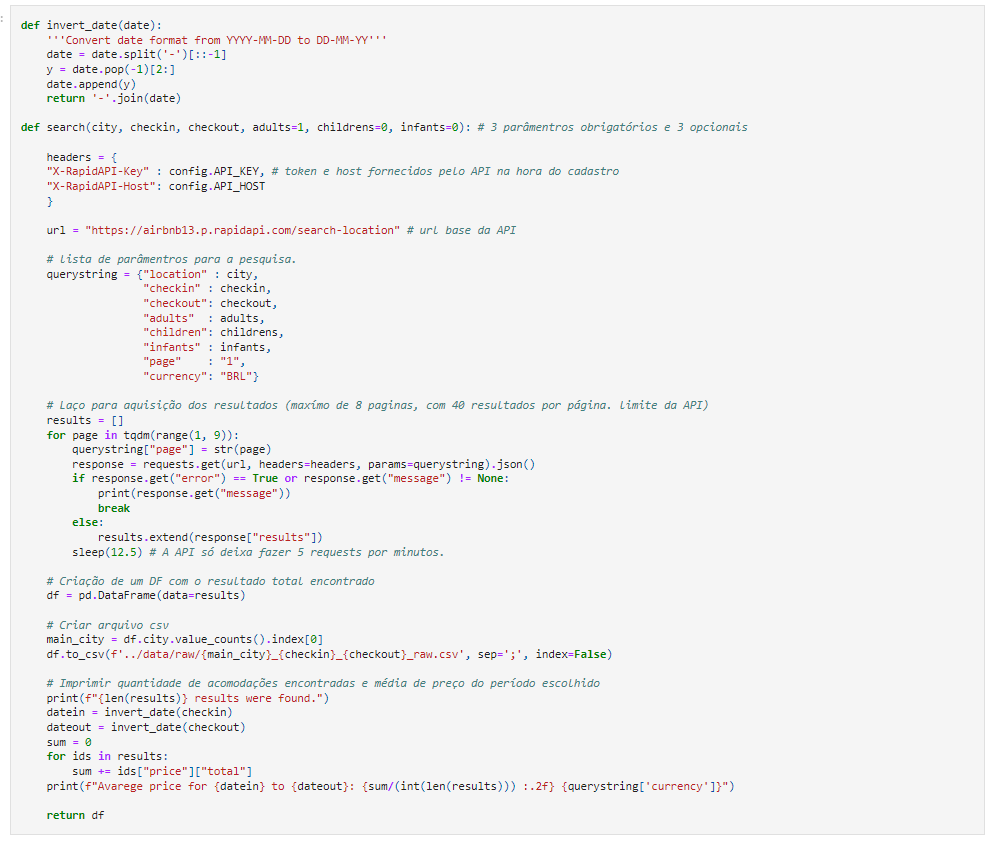 def invert_date(date):
    '''Convert date format from YYYY-MM-DD to DD-MM-YY'''
    date = date.split('-')[::-1]
    y = date.pop(-1)[2:]
    date.append(y)
    return '-'.join(date)
def search(city, checkin, checkout, adults=1, childrens=0, infants=0): # 3 parâmentros obrigatórios e 3 opcionais
    headers = {
    "X-RapidAPI-Key" : config.API_KEY, # token e host fornecidos pelo API na hora do cadastro
    "X-RapidAPI-Host": config.API_HOST
    }
    url = "https://airbnb13.p.rapidapi.com/search-location" # url base da API
    # lista de parâmentros para a pesquisa.
    querystring = {"location" : city,
                   "checkin" : checkin,
                   "checkout": checkout,
                   "adults"  : adults,
                   "children": childrens,
                   "infants" : infants,
                   "page"    : "1",
                   "currency": "BRL"}
    # Laço para aquisição dos resultados (maxímo de 8 paginas, com 40 resultados por página. limite da API)
    results = []
    for page in tqdm(range(1, 9)):
        querystring["page"] = str(page)
        response = requests.get(url, headers=headers, params=querystring).json()
        if response.get("error") == True or response.get("message") != None:
            print(response.get("message"))
            break
        else:
            results.extend(response["results"])
        sleep(12.5) # A API só deixa fazer 5 requests por minutos.
    # Criação de um DF com o resultado total encontrado
    df = pd.DataFrame(data=results)
    # Criar arquivo csv
    main_city = df.city.value_counts().index[0]
    df.to_csv(f'../data/raw/{main_city}_{checkin}_{checkout}_raw.csv', sep=';', index=False)
    # Imprimir quantidade de acomodações encontradas e média de preço do período escolhido
    print(f"{len(results)} results were found.")
    datein = invert_date(checkin)
    dateout = invert_date(checkout)
    sum = 0
    for ids in results:
        sum += ids["price"]["total"]
    print(f"Avarege price for {datein} to {dateout}: {sum/(int(len(results))) :.2f} {querystring['currency']}")
    return df